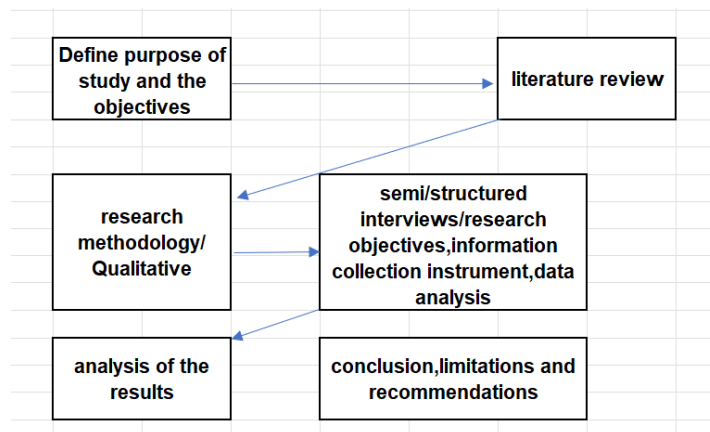 Define purpose of
study and the
objectives
literature review
research
methodology/
Qualitative
semi/structured
interviews/research
objectives,information
collection instrument,data
analysis
analysis of the
results
conclusion,limitations and
recommendations